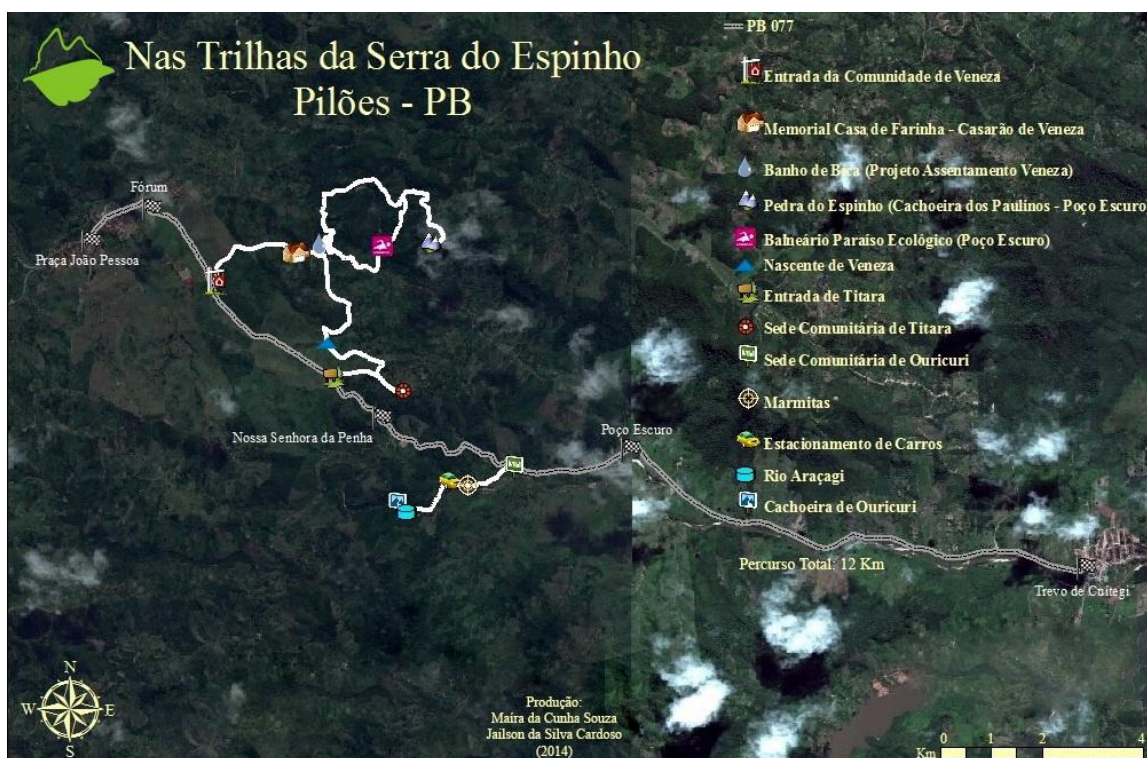 Nas Trilhas da Serra do Espinho
Pilões - PB
PB 077
Entrada da Comunidade de Veneza
Memorial Casa de Farinha - Casarão de Veneza
Banho de Bica (Projeto Assentamento Veneza)
Pedra do Espinho (Cachoeira dos Paulinos - Poço Escuro
Balneário Paraíso Ecológico (Poço Escuro)
Nascente de Veneza
Entrada de Titara
Sede Comunitária de Titara
Sede Comunitária de Ouricuri
Marmitas
Estacionamento de Carros
Rio Araçagi
Cachoeira de Ouricuri
Percurso Total: 12 Km
Fórum
Praça João Pessoa
Nossa Senhora da Penha
Poço Escuro
Trevo de Cuitegi
N
W E
S
Produção:
Maíra da Cunha Souza
Jailson da Silva Cardoso
(2014)
0 1 2 4
Km